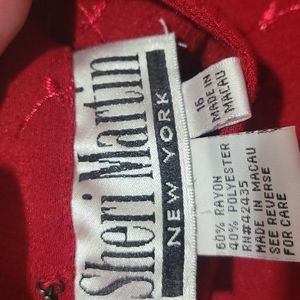 Sheri Martin
NEW YORK
16
MADE IN
MACAU
60% RAYON
40% POLYESTER
RN#42435
MADE IN MACAU
SEE REVERSE
FOR CARE